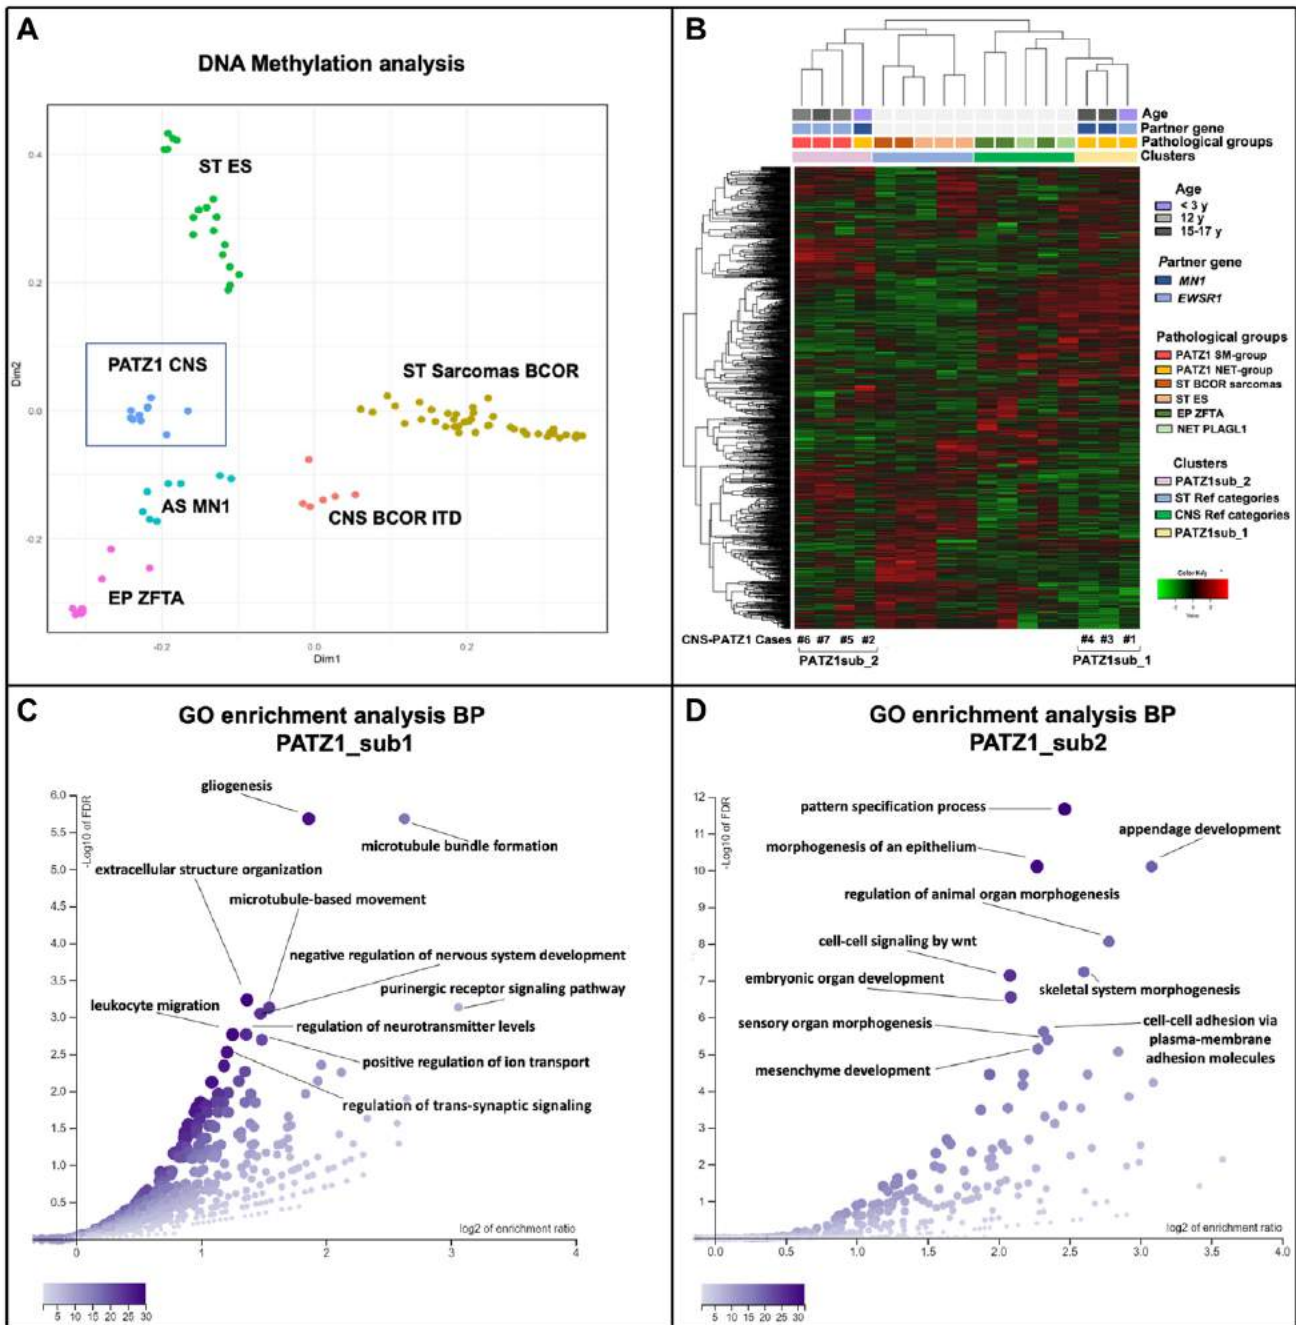 A
DNA Methylation analysis
ST ES
PATZ1 CNS
ST Sarcomas BCOR
AS MN1
CNS BCOR ITD
EP ZFTA
Dim2
0.4
0.2
0.0
-0.2
-0.2
0.0
0.2
Dim1
B
Age
Partner gene
Pathological groups
Clusters
Age
< 3 y
12 y
15-17 y
Partner gene
MN1
EWSR1
Pathological groups
PATZ1 SM-group
PATZ1 NET-group
ST BCOR sarcomas
ST ES
EP ZFTA
NET PLAGL1
Clusters
PATZ1sub_2
ST Ref categories
CNS Ref categories
PATZ1sub_1
Color Key
Value
CNS-PATZ1 Cases #6 #7 #5 #2 #4 #3 #1
PATZ1sub_2 PATZ1sub_1
C
GO enrichment analysis BP
PATZ1_sub1
-Log10 of FDR
6.0
5.5
5.0
4.5
4.0
3.5
3.0
2.5
2.0
1.5
1.0
0.5
gliogenesis
microtubule bundle formation
extracellular structure organization
microtubule-based movement
negative regulation of nervous system development
purinergic receptor signaling pathway
leukocyte migration
regulation of neurotransmitter levels
positive regulation of ion transport
regulation of trans-synaptic signaling
log2 of enrichment ratio
0 1 2 3 4
5 10 15 20 25 30
D
GO enrichment analysis BP
PATZ1_sub2
-Log10 of FDR
12
11
10
9
8
7
6
5
4
3
2
1
pattern specification process
appendage development
morphogenesis of an epithelium
regulation of animal organ morphogenesis
cell-cell signaling by wnt
embryonic organ development
skeletal system morphogenesis
sensory organ morphogenesis
cell-cell adhesion via
plasma-membrane
adhesion molecules
mesenchyme development
log2 of enrichment ratio
0.0 0.5 1.0 1.5 2.0 2.5 3.0 3.5 4.0
5 10 15 20 25 30